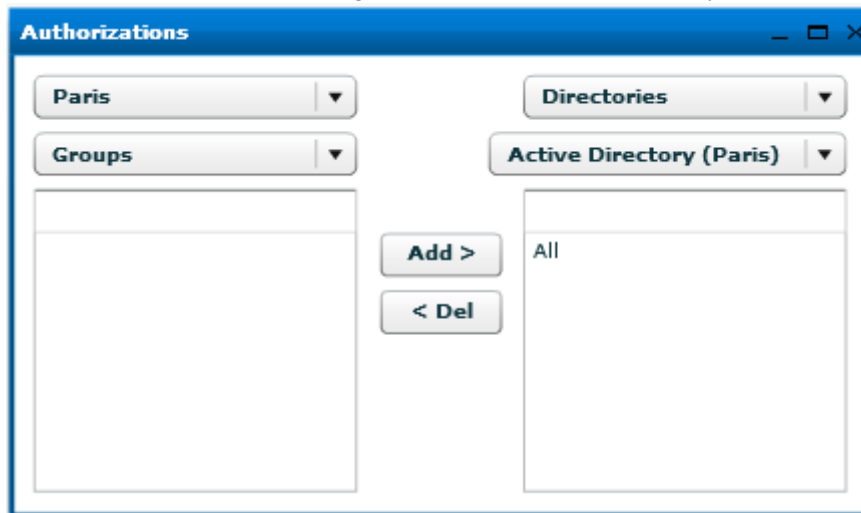 Authorizations
Paris
Directories
Groups
Active Directory (Paris)
Add >
All
< Del